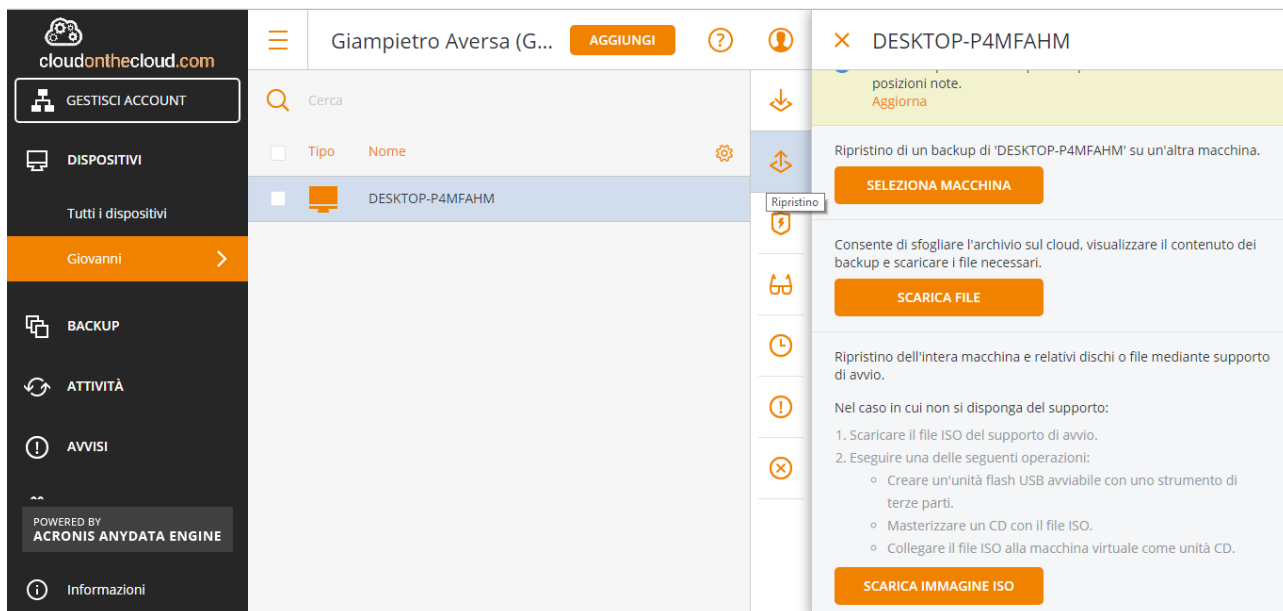 cloudonthecloud.com
GESTISCI ACCOUNT
DISPOSITIVI
Tutti i dispositivi
Giovanni
BACKUP
ATTIVITÀ
AVVISI
POWERED BY
ACRONIS ANYDATA ENGINE
Informazioni
Giampietro Aversa (G...
AGGIUNGI
Cerca
Tipo Nome
DESKTOP-P4MFAHM
Ripristino
DESKTOP-P4MFAHM
posizioni note.
Aggiorna
Ripristino di un backup di 'DESKTOP-P4MFAHM' su un'altra macchina.
SELEZIONA MACCHINA
Consente di sfogliare l'archivio sul cloud, visualizzare il contenuto dei
backup e scaricare i file necessari.
SCARICA FILE
Ripristino dell'intera macchina e relativi dischi o file mediante supporto
di avvio.
Nel caso in cui non si disponga del supporto:
1. Scaricare il file ISO del supporto di avvio.
2. Eseguire una delle seguenti operazioni:
Creare un'unità flash USB avviabile con uno strumento di
terze parti.
Masterizzare un CD con il file ISO.
Collegare il file ISO alla macchina virtuale come unità CD.
SCARICA IMMAGINE ISO